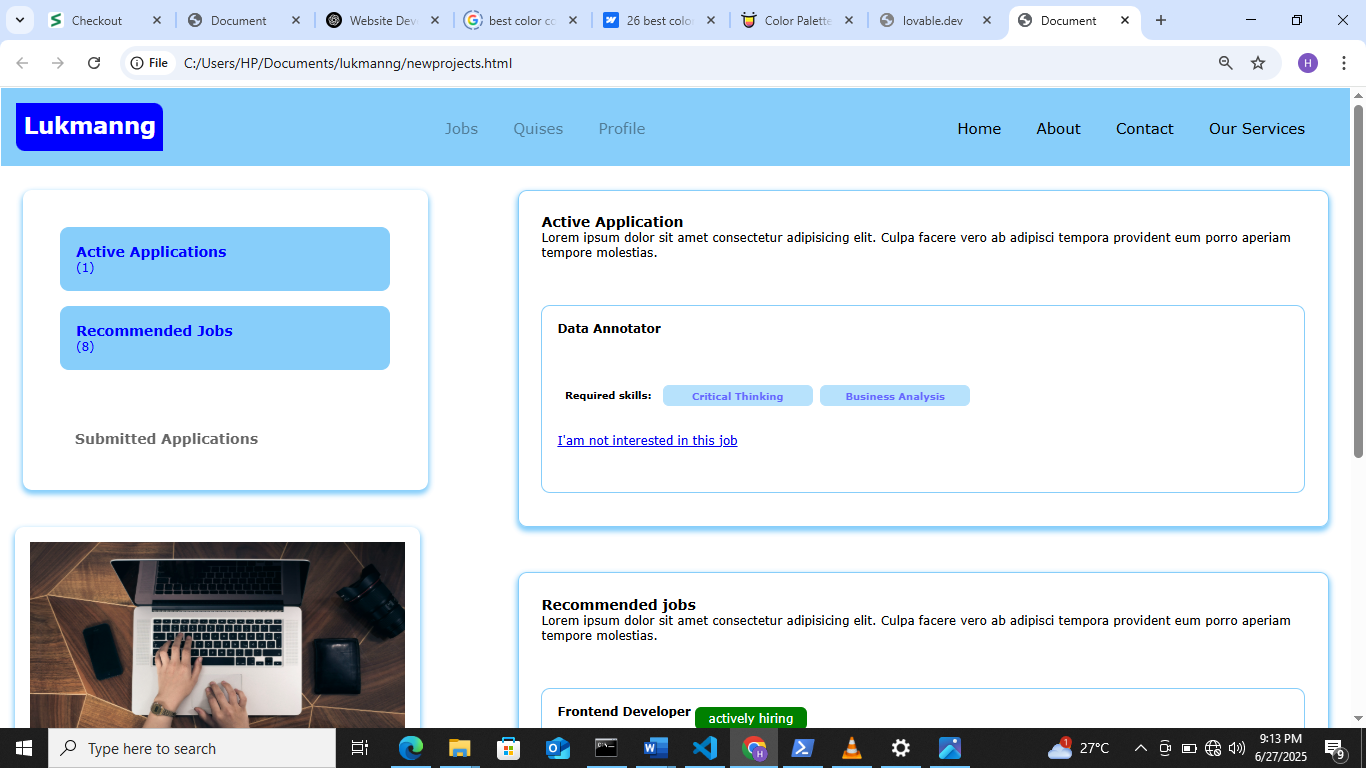 Checkout
Document
Website Dev
best color co
26 best colo
Color Palette
lovable.dev
Document
File
C:/Users/HP/Documents/lukmanng/newprojects.html
H
Lukmanng
Jobs
Quises
Profile
Home
About
Contact
Our Services
Active Applications
(1)
Recommended Jobs
(8)
Submitted Applications
Active Application
Lorem ipsum dolor sit amet consectetur adipisicing elit. Culpa facere vero ab adipisci tempora provident eum porro aperiam
tempore molestias.
Data Annotator
Required skills:
Critical Thinking
Business Analysis
I'am not interested in this job
Recommended jobs
Lorem ipsum dolor sit amet consectetur adipisicing elit. Culpa facere vero ab adipisci tempora provident eum porro aperiam
tempore molestias.
Frontend Developer
actively hiring
Type here to search
1
27°C
9:13 PM
6/27/2025
9